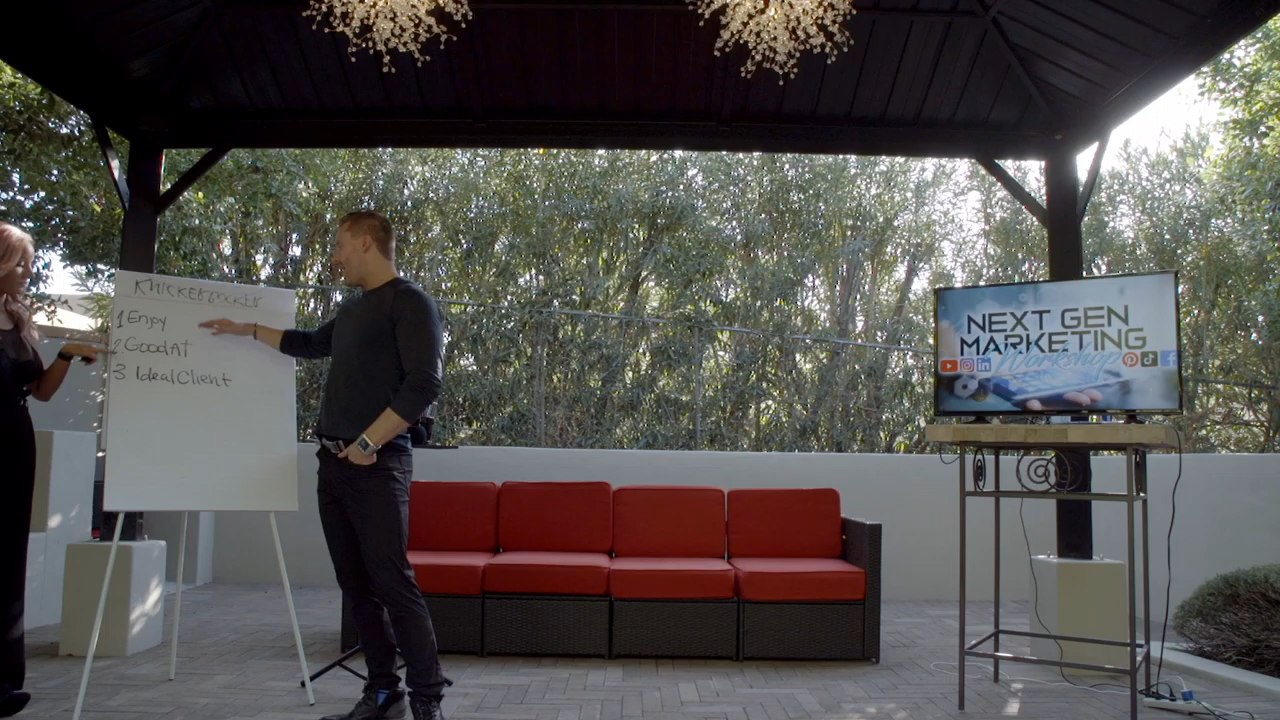 KNICKERBOCKER
1 Enjoy
2 Good AT
3. Ideal Client
NEXT GEN
MARKETING
Workshop